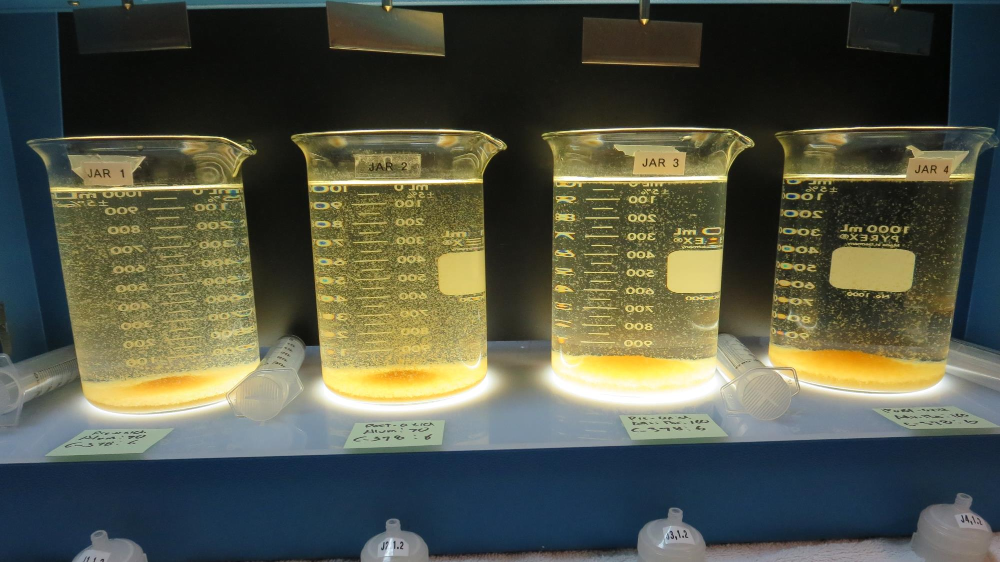 JAR 1
JAR 2
JAR 3
JAR 4
1000 mL
±5%
900
800
700
600
500
400
300
200
100
mL 0
±5%
100
200
300
400
500
600
700
800
900
mL 0
±5%
100
200
300
400
500
600
700
800
900
mL 0
±5%
100
200
300
400
500
600
700
800
900
1000 mL
PYREX®
Made in Germany
No. 1000
Pre-oxid.
Alum: 70
C-378: 6
Post-oxid
Alum: 70
C-378: 6
Pre-oxid
160
C-378: 6
Post-oxid
160
C-378: 6
J1,1.2
J2,1.2
J3,1.2
J4,1.2